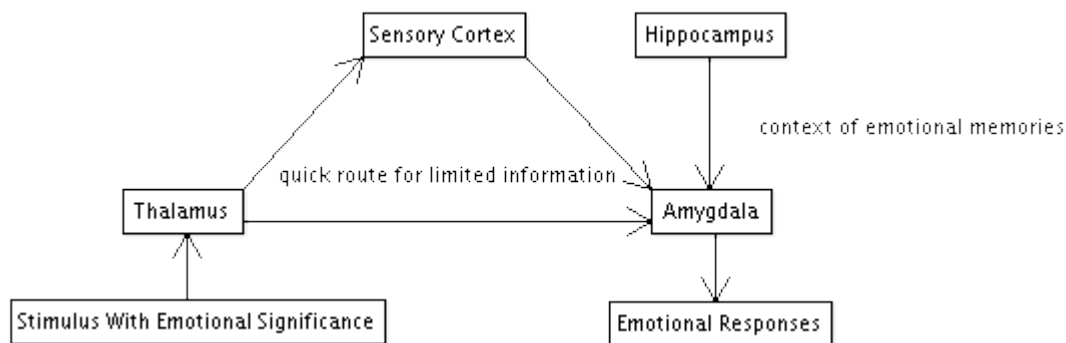 Sensory Cortex
Hippocampus
context of emotional memories
quick route for limited information
Thalamus
Amygdala
Stimulus With Emotional Significance
Emotional Responses